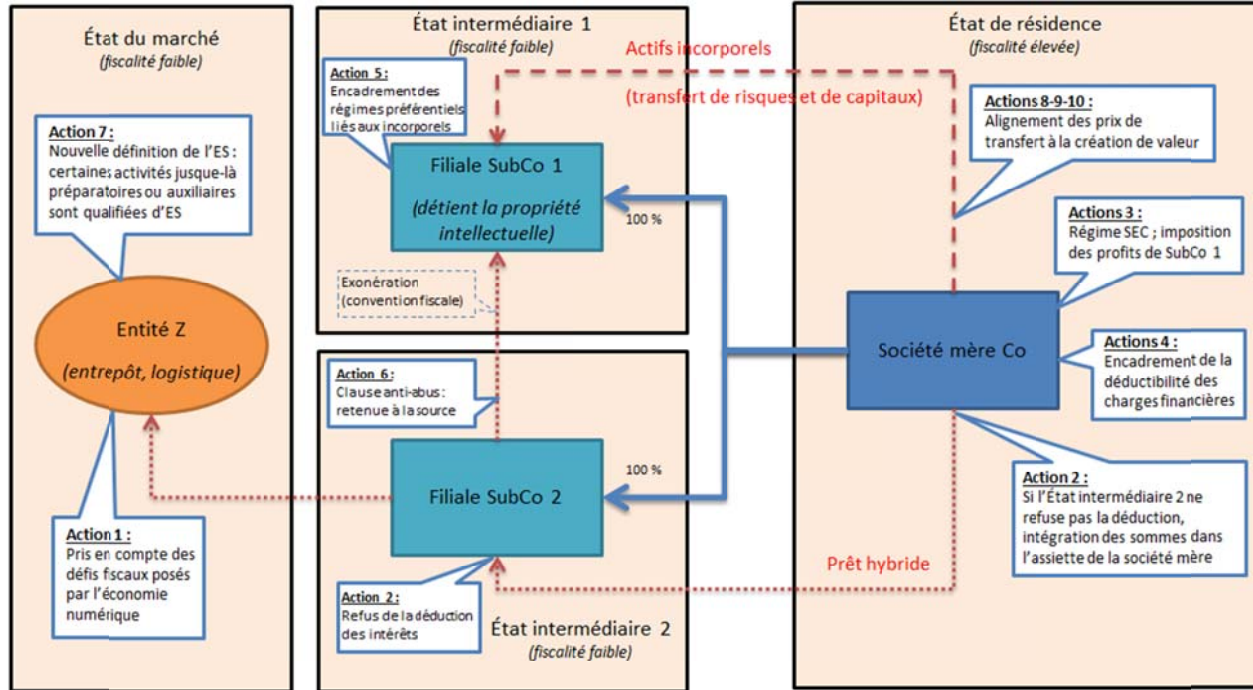 État du marché
(fiscalité faible)
Action 7 :
Nouvelle définition de l'ES :
certaines activités jusque-là
préparatoires ou auxiliaires
sont qualifiées d'ES
Entité Z
(entrepôt, logistique)
Action 1 :
Pris en compte des
défis fiscaux posés
par l'économie
numérique
État intermédiaire 1
(fiscalité faible)
Action 5 :
Encadrement des
régimes préférentiels
liés aux incorporels
Filiale SubCo 1
(détient la propriété
intellectuelle)
100 %
Exonération
(convention fiscale)
Action 6 :
Clause anti-abus :
retenue à la source
Filiale SubCo 2
100 %
Action 2 :
Refus de la déduction
des intérêts
État intermédiaire 2
(fiscalité faible)
Actifs incorporels
(transfert de risques et de capitaux)
Prêt hybride
État de résidence
(fiscalité élevée)
Actions 8-9-10 :
Alignement des prix de
transfert à la création de valeur
Actions 3 :
Régime SEC ; imposition
des profits de SubCo 1
Société mère Co
Actions 4 :
Encadrement de la
déductibilité des
charges financières
Action 2 :
Si l'État intermédiaire 2 ne
refuse pas la déduction,
intégration des sommes dans
l'assiette de la société mère